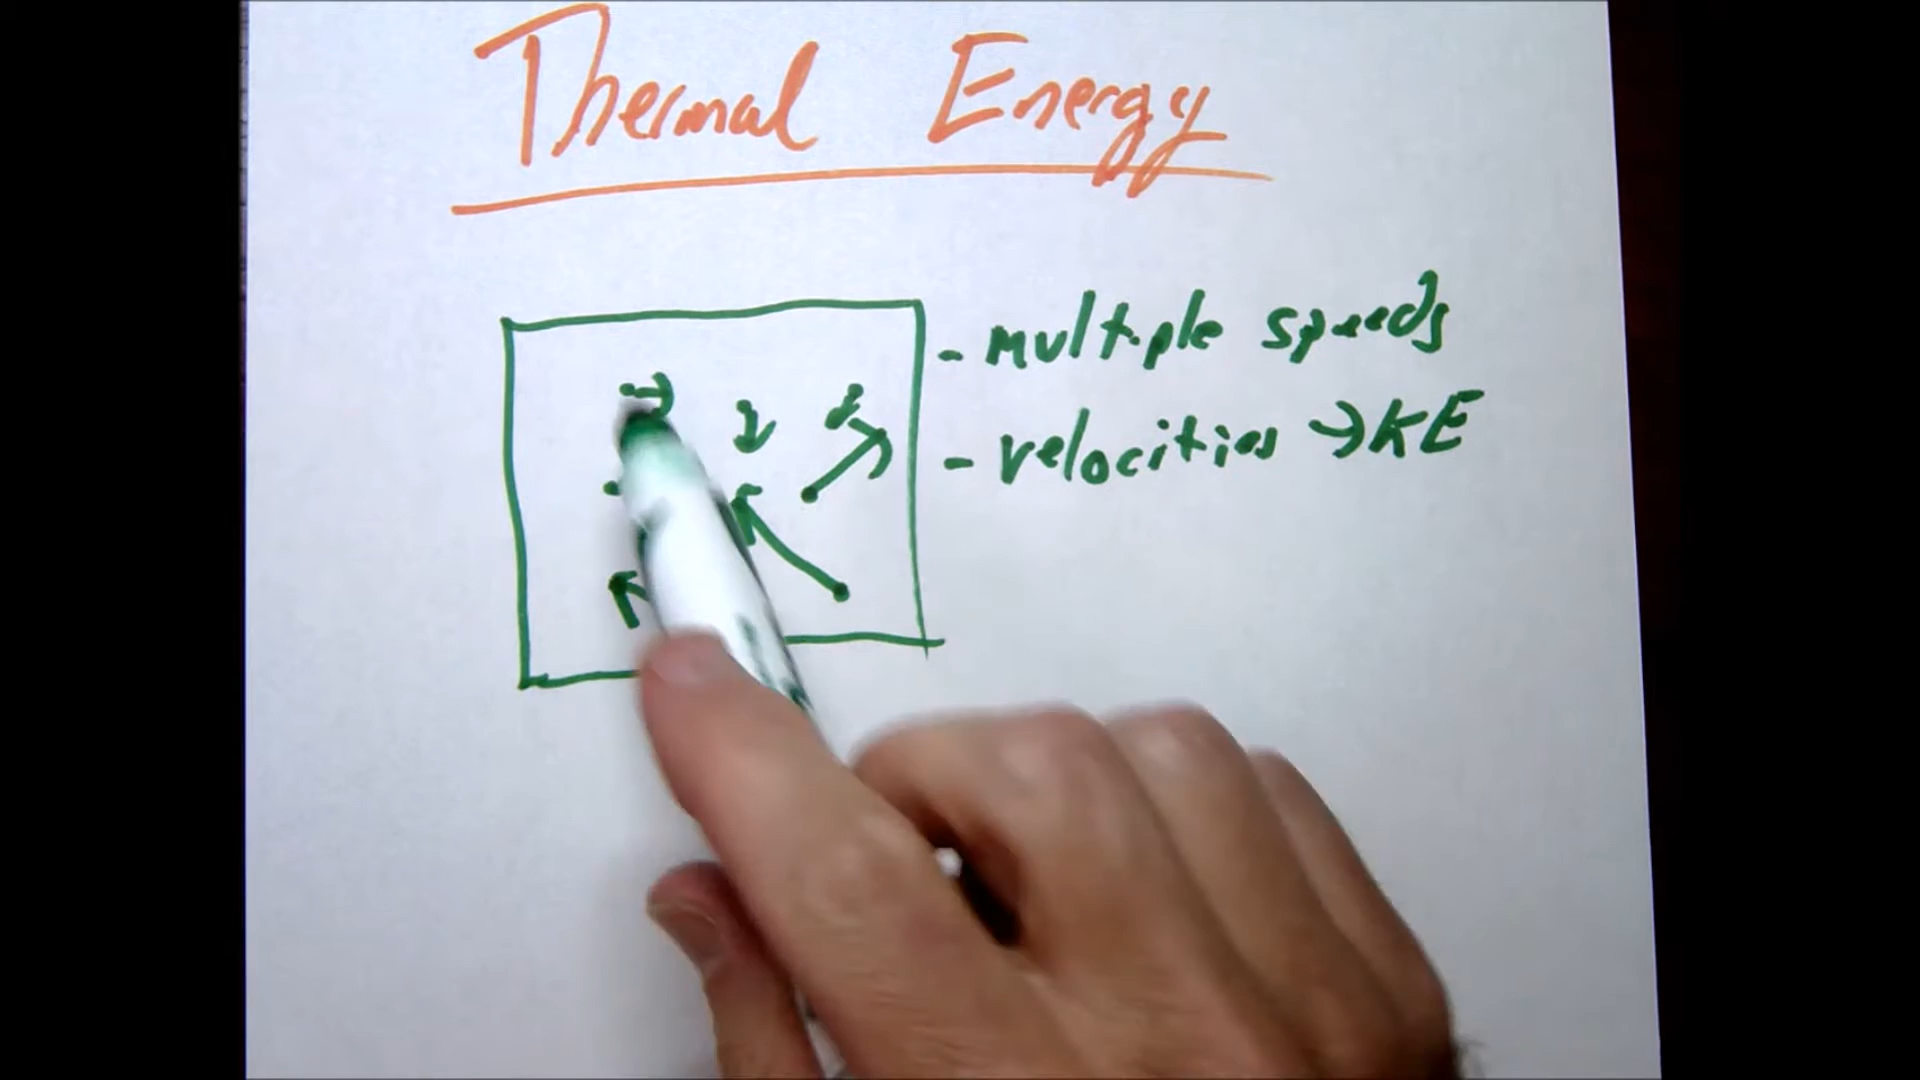 Thermal Energy
- multiple speeds
- velocities → KE